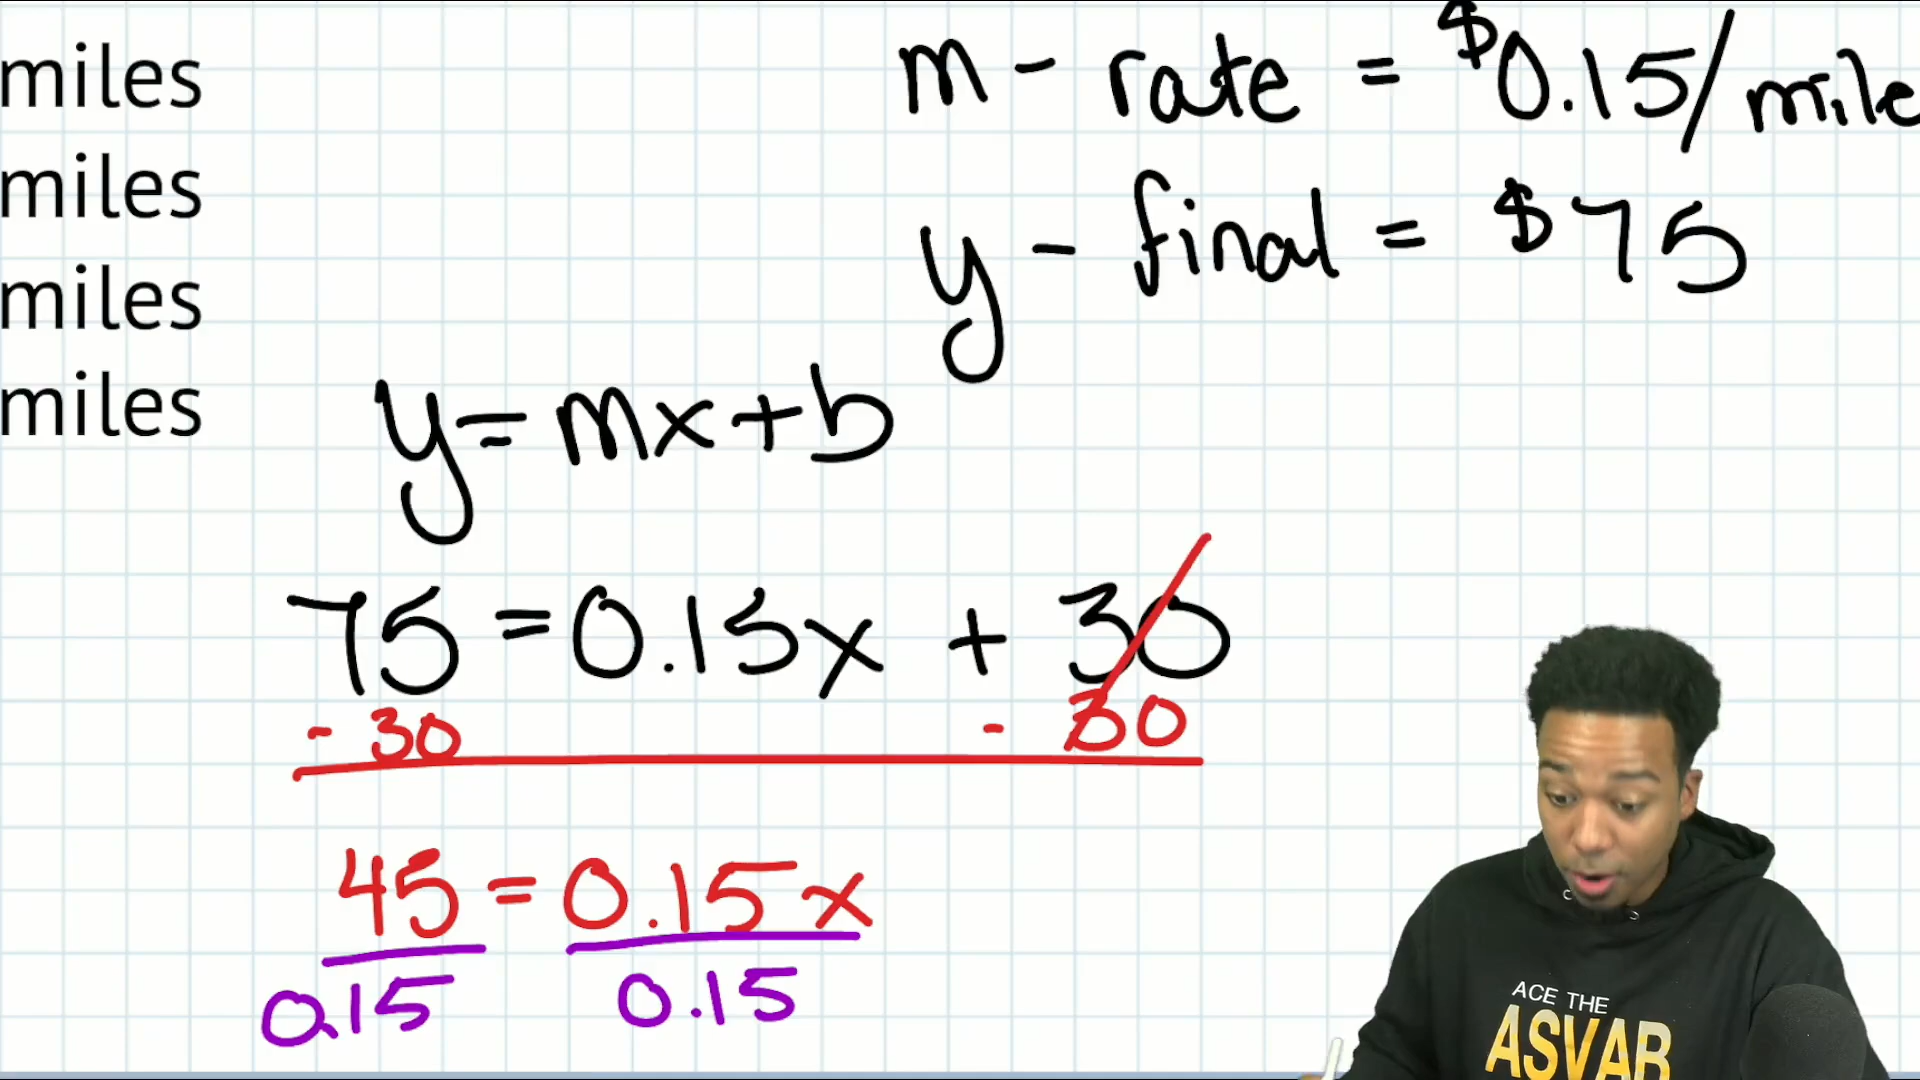 miles
miles
miles
miles
m - rate = $0.15/mile
y - final = $75
y = mx + b
75 = 0.15x + 30
- 30 - 30
45 = 0.15x
0.15 0.15
ACE THE
ASVAB